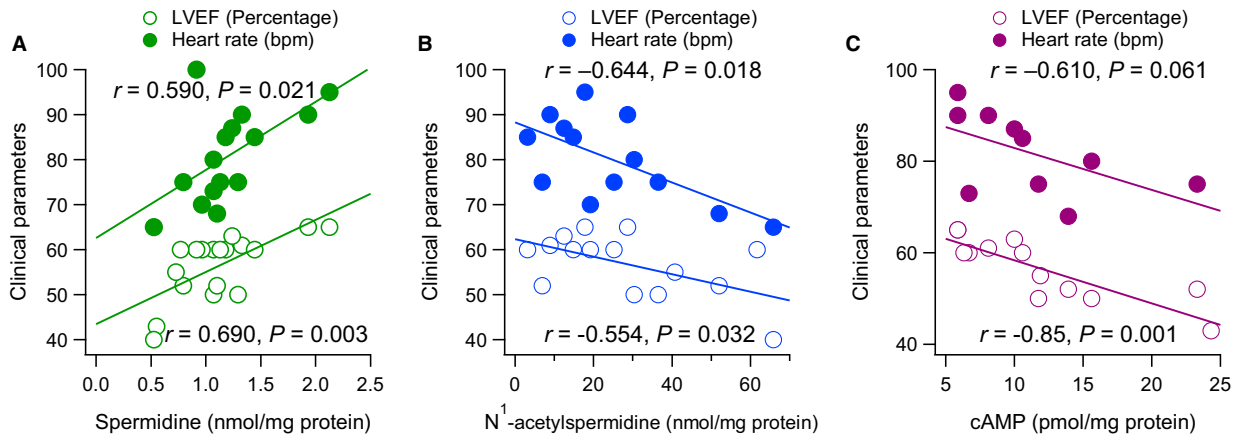 A
LVEF (Percentage)
Heart rate (bpm)
r = 0.590, P = 0.021
r = 0.690, P = 0.003
Clinical parameters
100
90
80
70
60
50
40
0.0 0.5 1.0 1.5 2.0 2.5
Spermidine (nmol/mg protein)
B
LVEF (Percentage)
Heart rate (bpm)
r = –0.644, P = 0.018
r = -0.554, P = 0.032
Clinical parameters
100
90
80
70
60
50
40
0 20 40 60
N1-acetylspermidine (nmol/mg protein)
C
LVEF (Percentage)
Heart rate (bpm)
r = –0.610, P = 0.061
r = -0.85, P = 0.001
Clinical parameters
100
80
60
40
5 10 15 20 25
cAMP (pmol/mg protein)